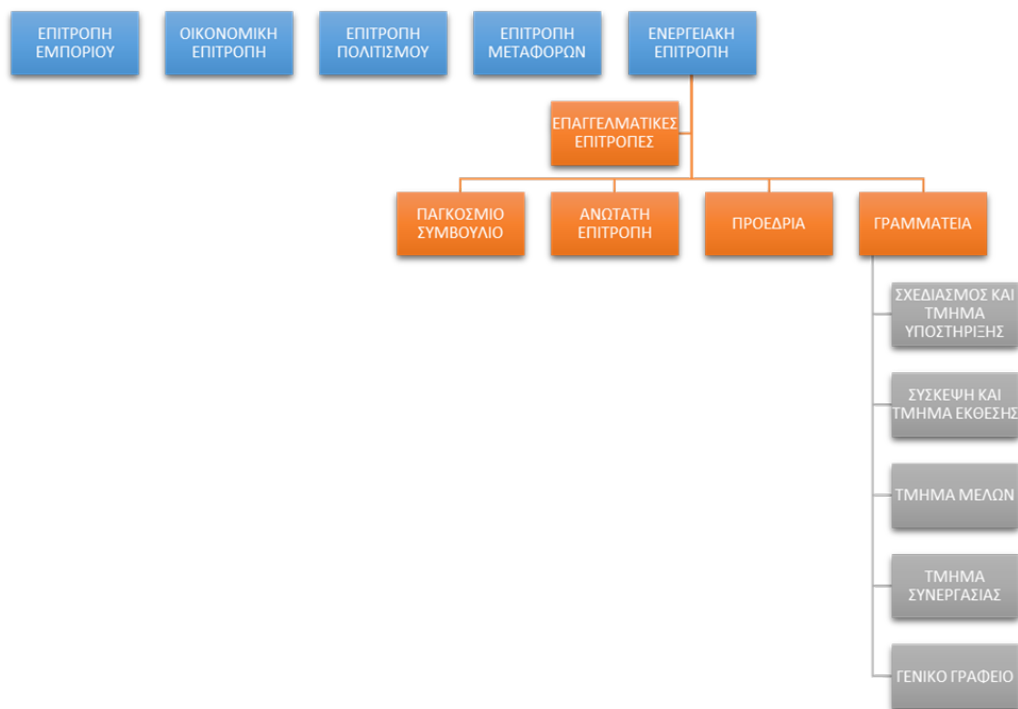 ΕΠΙΤΡΟΠΗ
ΕΜΠΟΡΙΟΥ
ΟΙΚΟΝΟΜΙΚΗ
ΕΠΙΤΡΟΠΗ
ΕΠΙΤΡΟΠΗ
ΠΟΛΙΤΙΣΜΟΥ
ΕΠΙΤΡΟΠΗ
ΜΕΤΑΦΟΡΩΝ
ΕΝΕΡΓΕΙΑΚΗ
ΕΠΙΤΡΟΠΗ
ΕΠΑΓΓΕΛΜΑΤΙΚΕΣ
ΕΠΙΤΡΟΠΕΣ
ΠΑΓΚΟΣΜΙΟ
ΣΥΜΒΟΥΛΙΟ
ΑΝΩΤΑΤΗ
ΕΠΙΤΡΟΠΗ
ΠΡΟΕΔΡΙΑ
ΓΡΑΜΜΑΤΕΙΑ
ΣΧΕΔΙΑΣΜΟΣ ΚΑΙ
ΤΜΗΜΑ
ΥΠΟΣΤΗΡΙΞΗΣ
ΣΥΣΚΕΨΗ ΚΑΙ
ΤΜΗΜΑ ΕΚΘΕΣΗΣ
ΤΜΗΜΑ ΜΕΛΩΝ
ΤΜΗΜΑ
ΣΥΝΕΡΓΑΣΙΑΣ
ΓΕΝΙΚΟ ΓΡΑΦΕΙΟ